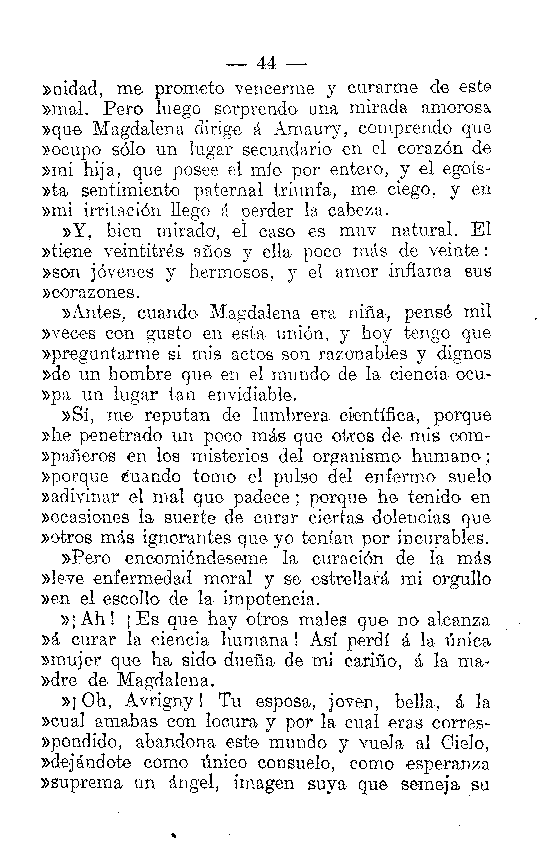 — 44 —
»nidad, me prometo vencerme y curarme de este
»mal. Pero luego sorprendo una mirada amorosa
»que Magdalena dirige á Amaury, comprendo que
»ocupo sólo un lugar secundario en el corazón de
»mi hija, que posee el mío por entero, y el egoís-
»ta sentimiento paternal triunfa, me ciego, y en
»mi irritación llego á perder la cabeza.
»Y, bien mirado, el caso es muy natural. El
»tiene veintitrés años y ella poco más de veinte:
»son jóvenes y hermosos, y el amor inflama sus
»corazones.
»Antes, cuando Magdalena era niña, pensé mil
»veces con gusto en esta unión, y hoy tengo que
»preguntarme si mis actos son razonables y dignos
»de un hombre que en el mundo de la ciencia ocu-
»pa un lugar tan envidiable.
»Sí, me reputan de lumbrera científica, porque
»he penetrado un poco más que otros de mis com-
»pañeros en los misterios del organismo humano;
»porque cuando tomo el pulso del enfermo suelo
»adivinar el mal que padece; porque he tenido en
»ocasiones la suerte de curar ciertas dolencias que
»otros más ignorantes que yo tenían por incurables.
»Pero encomiéndeseme la curación de la más
»leve enfermedad moral y se estrellará mi orgullo
»en el escollo de la impotencia.
»¡Ah! ¡Es que hay otros males que no alcanza
»á curar la ciencia humana! Así perdí á la única
»mujer que ha sido dueña de mi cariño, á la ma-
»dre de Magdalena.
»¡Oh, Avrigny! Tu esposa, joven, bella, á la
»cual amabas con locura y por la cual eras corres-
»pondido, abandona este mundo y vuela al Cielo,
»dejándote como único consuelo, como esperanza
»suprema un ángel, imagen suya que semeja su